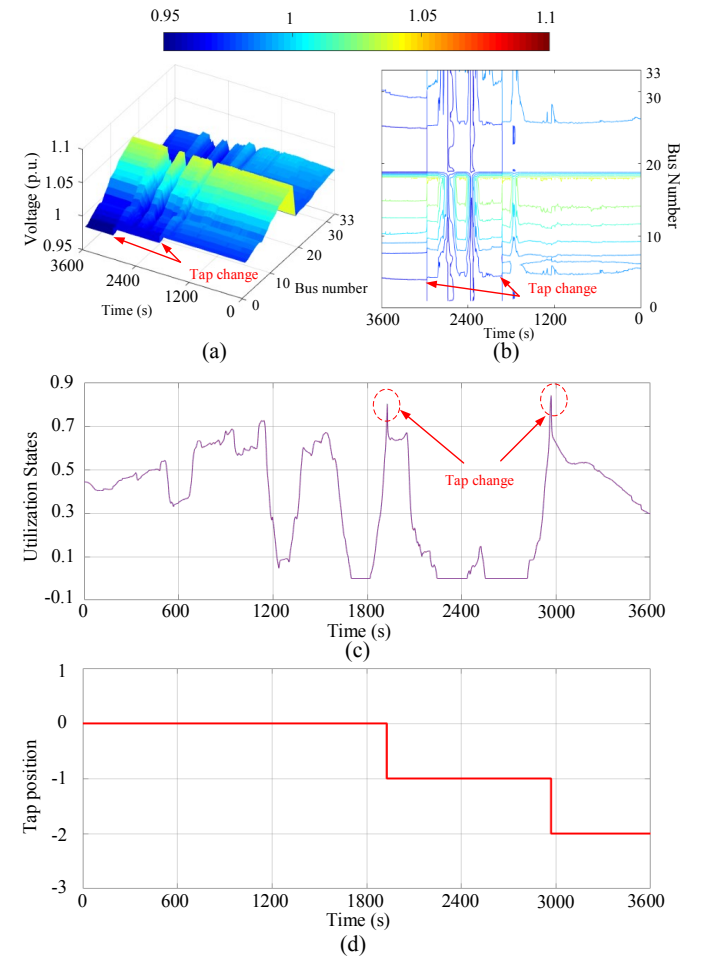 0.95 1 1.05 1.1
Voltage (p.u.)
1.1
1.05
1
0.95
3600
2400
1200
0
Time (s)
0
10
20
30
33
Bus number
Tap change
(a)
33
30
20
10
0
Bus Number
Tap change
3600 2400 1200 0
Time (s)
(b)
Utilization States
0.9
0.7
0.5
0.3
0.1
-0.1
Tap change
0 600 1200 1800 2400 3000 3600
Time (s)
(c)
Tap position
1
0
-1
-2
-3
0 600 1200 1800 2400 3000 3600
Time (s)
(d)